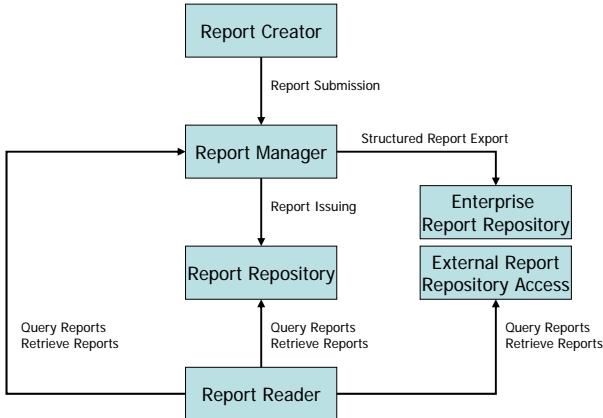 Report Creator
Report Submission
Report Manager
Structured Report Export
Report Issuing
Enterprise
Report Repository
Report Repository
External Report
Repository Access
Query Reports
Retrieve Reports
Query Reports
Retrieve Reports
Query Reports
Retrieve Reports
Report Reader